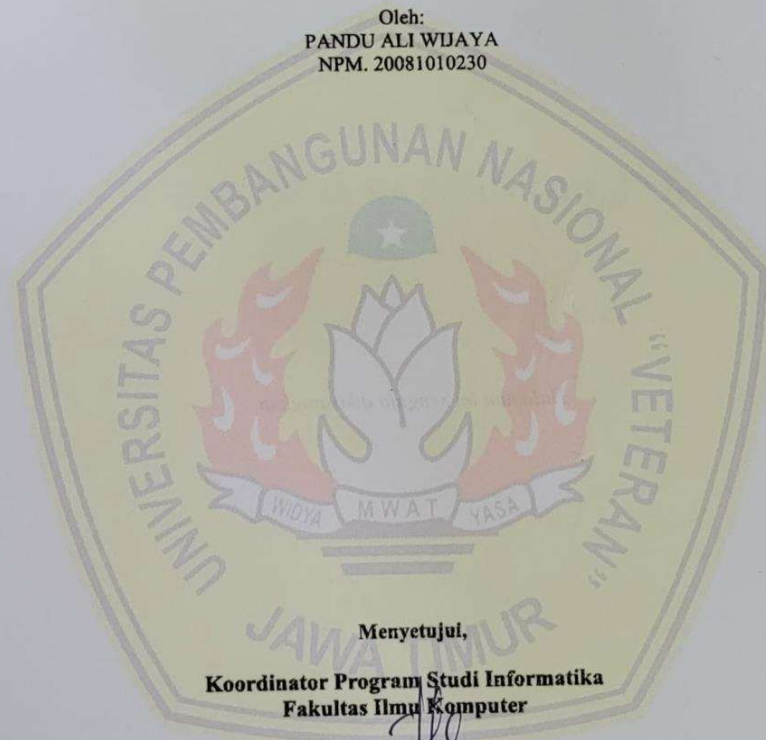 Oleh:
PANDU ALI WIJAYA
NPM. 20081010230
UNIVERSITAS PEMBANGUNAN NASIONAL "VETERAN"
WIDYA MWAT YASA
JAWA TIMUR
Menyetujui,
Koordinator Program Studi Informatika
Fakultas Ilmu Komputer